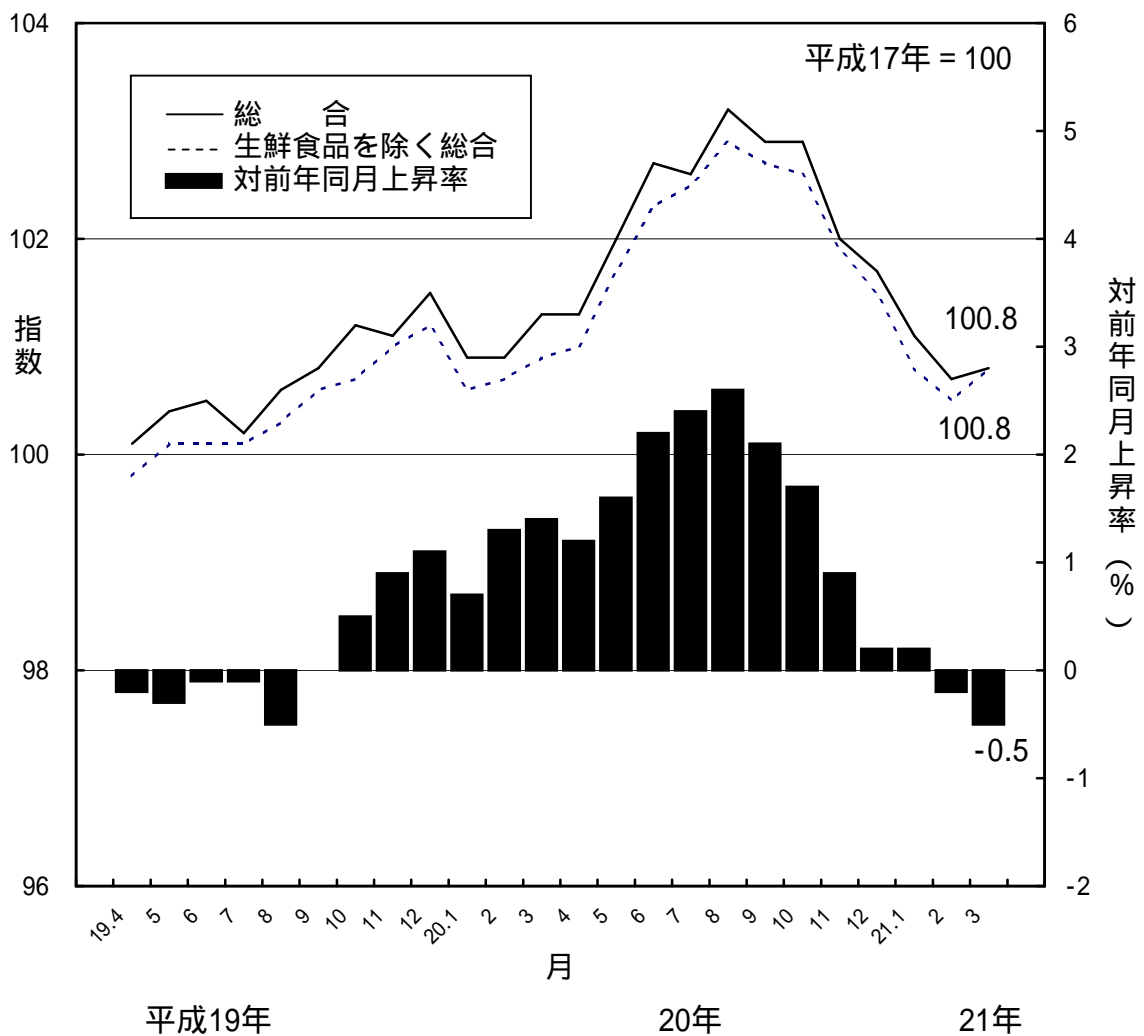 104
102
100
98
96
指数
平成17年 = 100
総　　合
生鮮食品を除く総合
対前年同月上昇率
100.8
100.8
-0.5
6
5
4
3
2
1
0
-1
-2
対前年同月上昇率（%）
19.4 5 6 7 8 9 10 11 12 20.1 2 3 4 5 6 7 8 9 10 11 12 21.1 2 3
月
平成19年 20年 21年